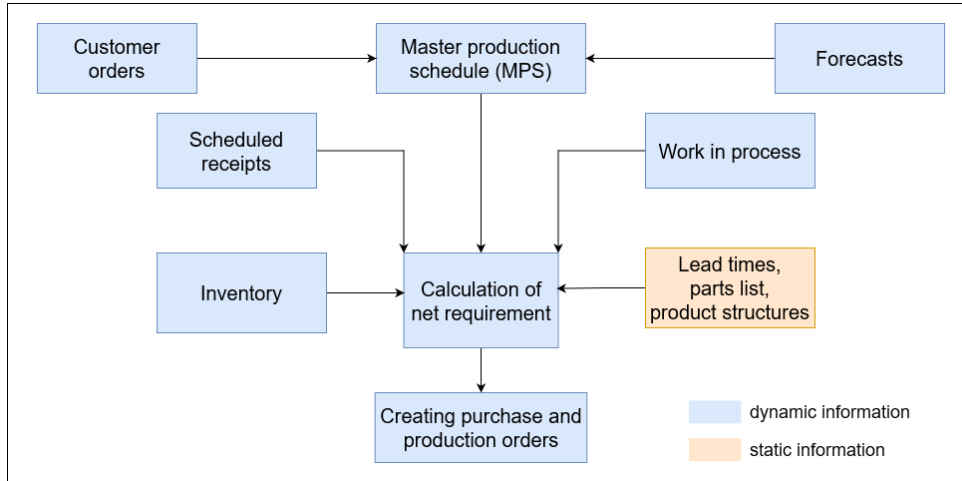 Customer
orders
Master production
schedule (MPS)
Forecasts
Scheduled
receipts
Work in process
Inventory
Calculation of
net requirement
Lead times,
parts list,
product structures
Creating purchase and
production orders
dynamic information
static information